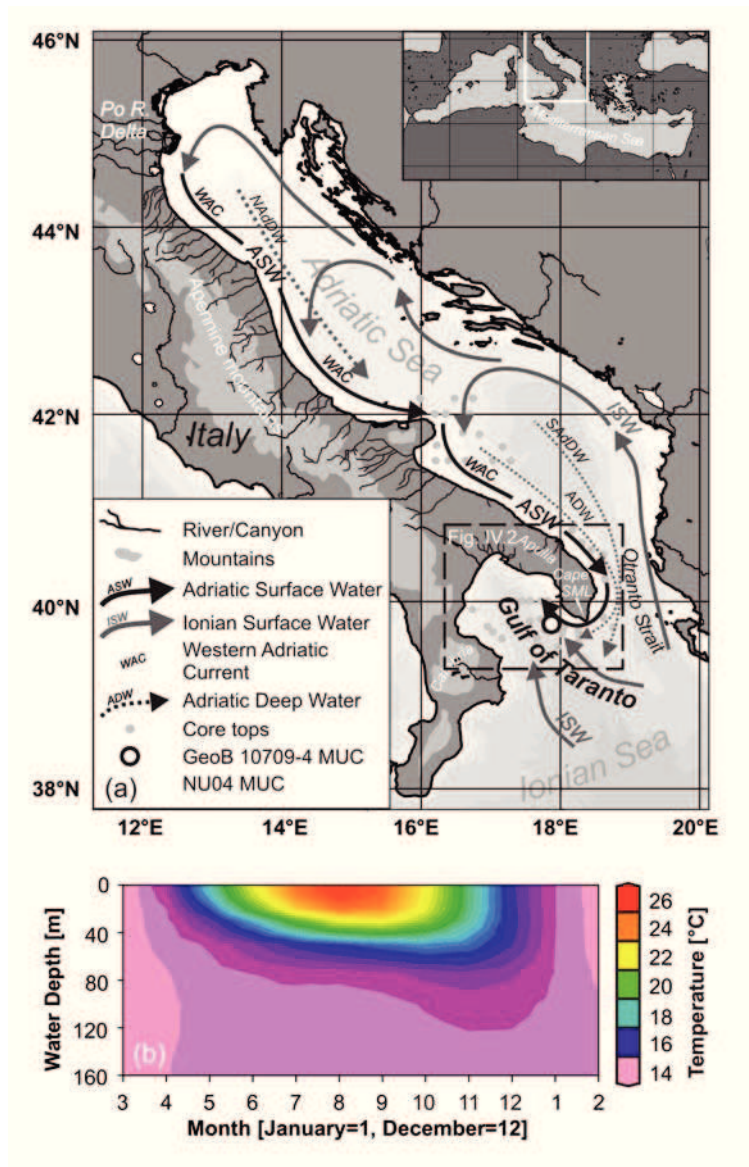 46°N
Po R.
Delta
Mediterranean Sea
44°N
WAC
NAdDW
ASW
Adriatic Sea
Apennine mountains
WAC
42°N
Italy
ISW
SAdDW
WAC
ADW
ASW
Fig. IV.2
Apulia
Otranto Strait
Cape
SML
40°N
Gulf of Taranto
Calabria
ISW
Ionian Sea
38°N
River/Canyon
Mountains
ASW
Adriatic Surface Water
ISW
Ionian Surface Water
WAC
Western Adriatic
Current
ADW
Adriatic Deep Water
Core tops
GeoB 10709-4 MUC
NU04 MUC
(a)
12°E
14°E
16°E
18°E
20°E
0
40
80
120
160
Water Depth [m]
(b)
3 4 5 6 7 8 9 10 11 12 1 2
Month [January=1, December=12]
26
24
22
20
18
16
14
Temperature [°C]